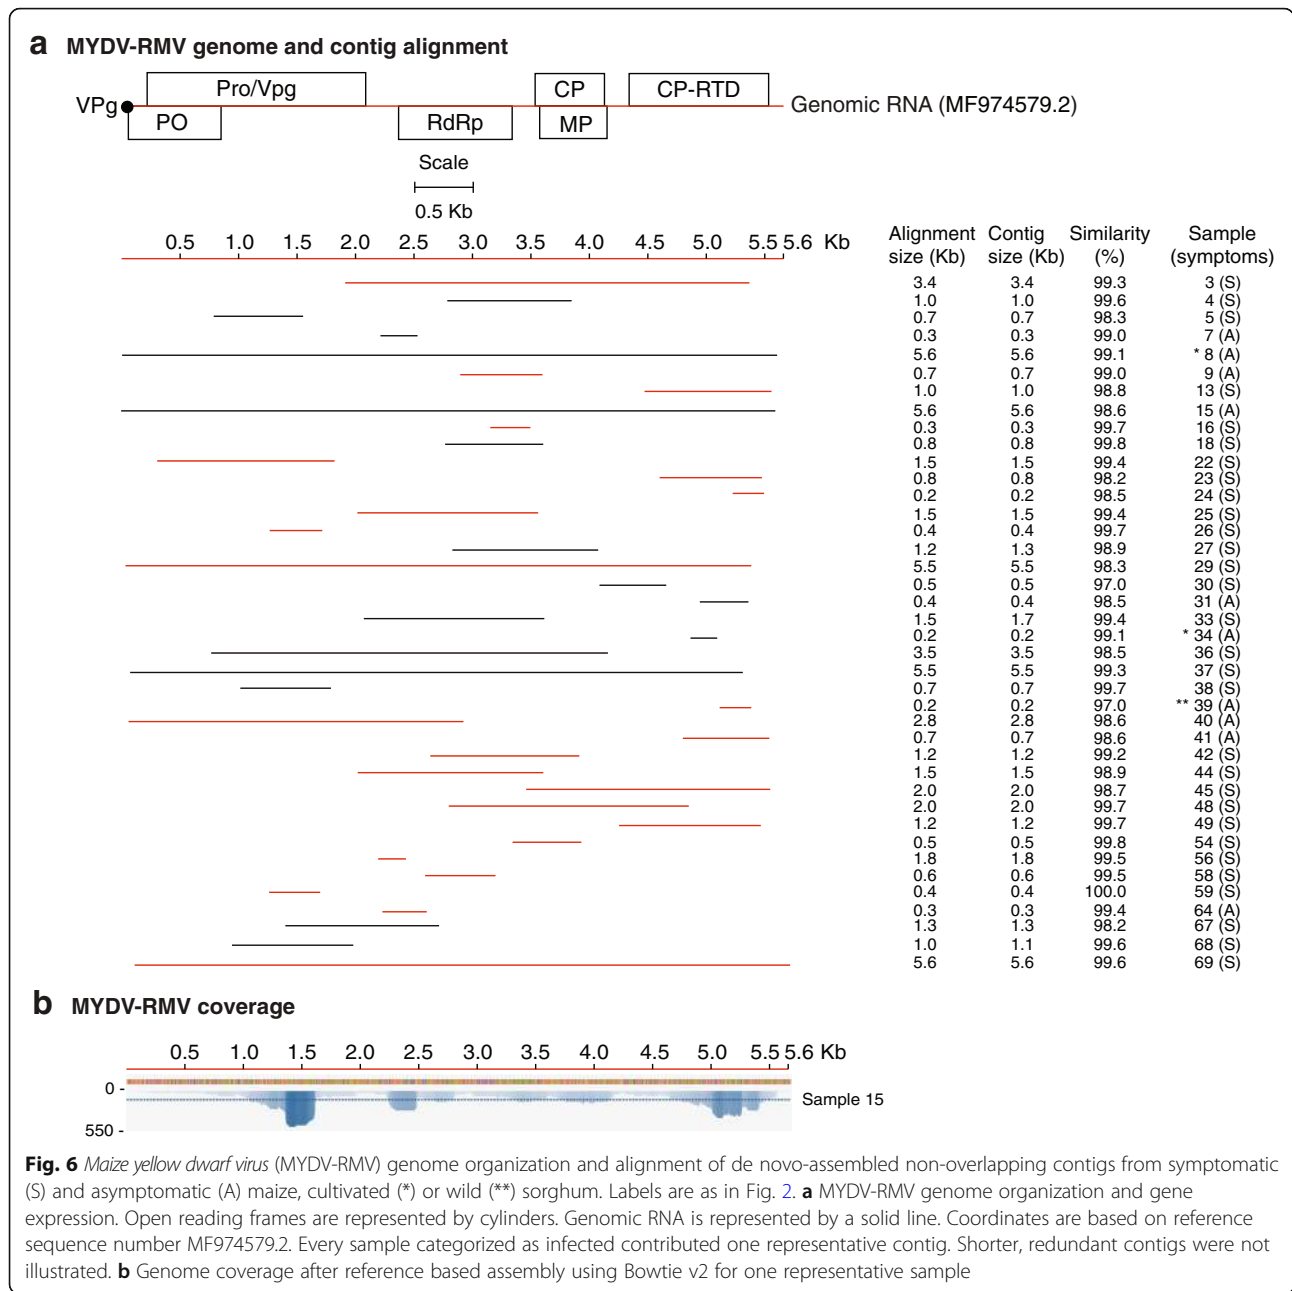 a MYDV-RMV genome and contig alignment
Pro/Vpg
CP
CP-RTD
VPg
Genomic RNA (MF974579.2)
PO
RdRp
MP
Scale
0.5 Kb
0.5 1.0 1.5 2.0 2.5 3.0 3.5 4.0 4.5 5.0 5.5 5.6 Kb
Alignment size (Kb) Contig size (Kb) Similarity (%) Sample (symptoms)
3.4 3.4 99.3 3 (S)
1.0 1.0 99.6 4 (S)
0.7 0.7 98.3 5 (S)
0.3 0.3 99.0 7 (A)
5.6 5.6 99.1 * 8 (A)
0.7 0.7 99.0 9 (A)
1.0 1.0 98.8 13 (S)
5.6 5.6 98.6 15 (A)
0.3 0.3 99.7 16 (S)
0.8 0.8 99.8 18 (S)
1.5 1.5 99.4 22 (S)
0.8 0.8 98.2 23 (S)
0.2 0.2 98.5 24 (S)
1.5 1.5 99.4 25 (S)
0.4 0.4 99.7 26 (S)
1.2 1.3 98.9 27 (S)
5.5 5.5 98.3 29 (S)
0.5 0.5 97.0 30 (S)
0.4 0.4 98.5 31 (A)
1.5 1.7 99.4 33 (S)
0.2 0.2 99.1 * 34 (A)
3.5 3.5 98.5 36 (S)
5.5 5.5 99.3 37 (S)
0.7 0.7 99.7 38 (S)
0.2 0.2 97.0 ** 39 (A)
2.8 2.8 98.6 40 (A)
0.7 0.7 98.6 41 (A)
1.2 1.2 99.2 42 (S)
1.5 1.5 98.9 44 (S)
2.0 2.0 98.7 45 (S)
2.0 2.0 99.7 48 (S)
1.2 1.2 99.7 49 (S)
0.5 0.5 99.8 54 (S)
1.8 1.8 99.5 56 (S)
0.6 0.6 99.5 58 (S)
0.4 0.4 100.0 59 (S)
0.3 0.3 99.4 64 (A)
1.3 1.3 98.2 67 (S)
1.0 1.1 99.6 68 (S)
5.6 5.6 99.6 69 (S)
b MYDV-RMV coverage
0.5 1.0 1.5 2.0 2.5 3.0 3.5 4.0 4.5 5.0 5.5 5.6 Kb
0 -
Sample 15
550 -
Fig. 6 Maize yellow dwarf virus (MYDV-RMV) genome organization and alignment of de novo-assembled non-overlapping contigs from symptomatic
(S) and asymptomatic (A) maize, cultivated (*) or wild (**) sorghum. Labels are as in Fig. 2. a MYDV-RMV genome organization and gene
expression. Open reading frames are represented by cylinders. Genomic RNA is represented by a solid line. Coordinates are based on reference
sequence number MF974579.2. Every sample categorized as infected contributed one representative contig. Shorter, redundant contigs were not
illustrated. b Genome coverage after reference based assembly using Bowtie v2 for one representative sample